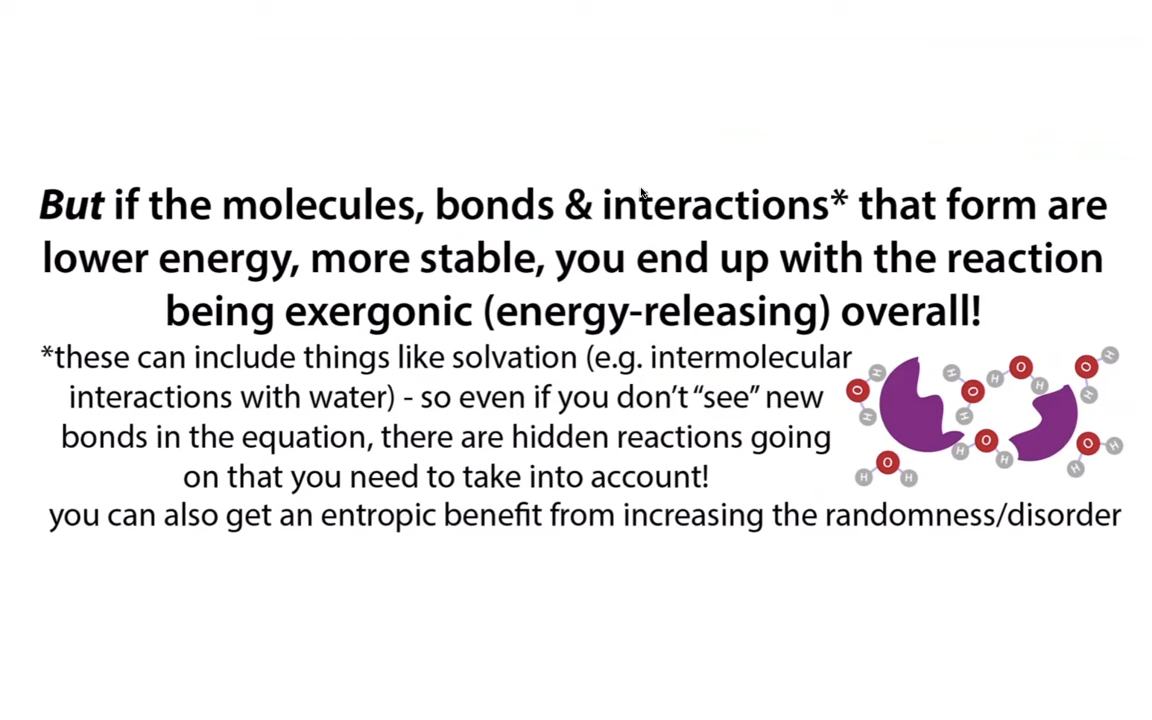 But if the molecules, bonds & interactions* that form are
lower energy, more stable, you end up with the reaction
being exergonic (energy-releasing) overall!
*these can include things like solvation (e.g. intermolecular
interactions with water) - so even if you don't “see” new
bonds in the equation, there are hidden reactions going
on that you need to take into account!
you can also get an entropic benefit from increasing the randomness/disorder
H O H
H O H
H O H
O H H
H O H
H O H
O H H